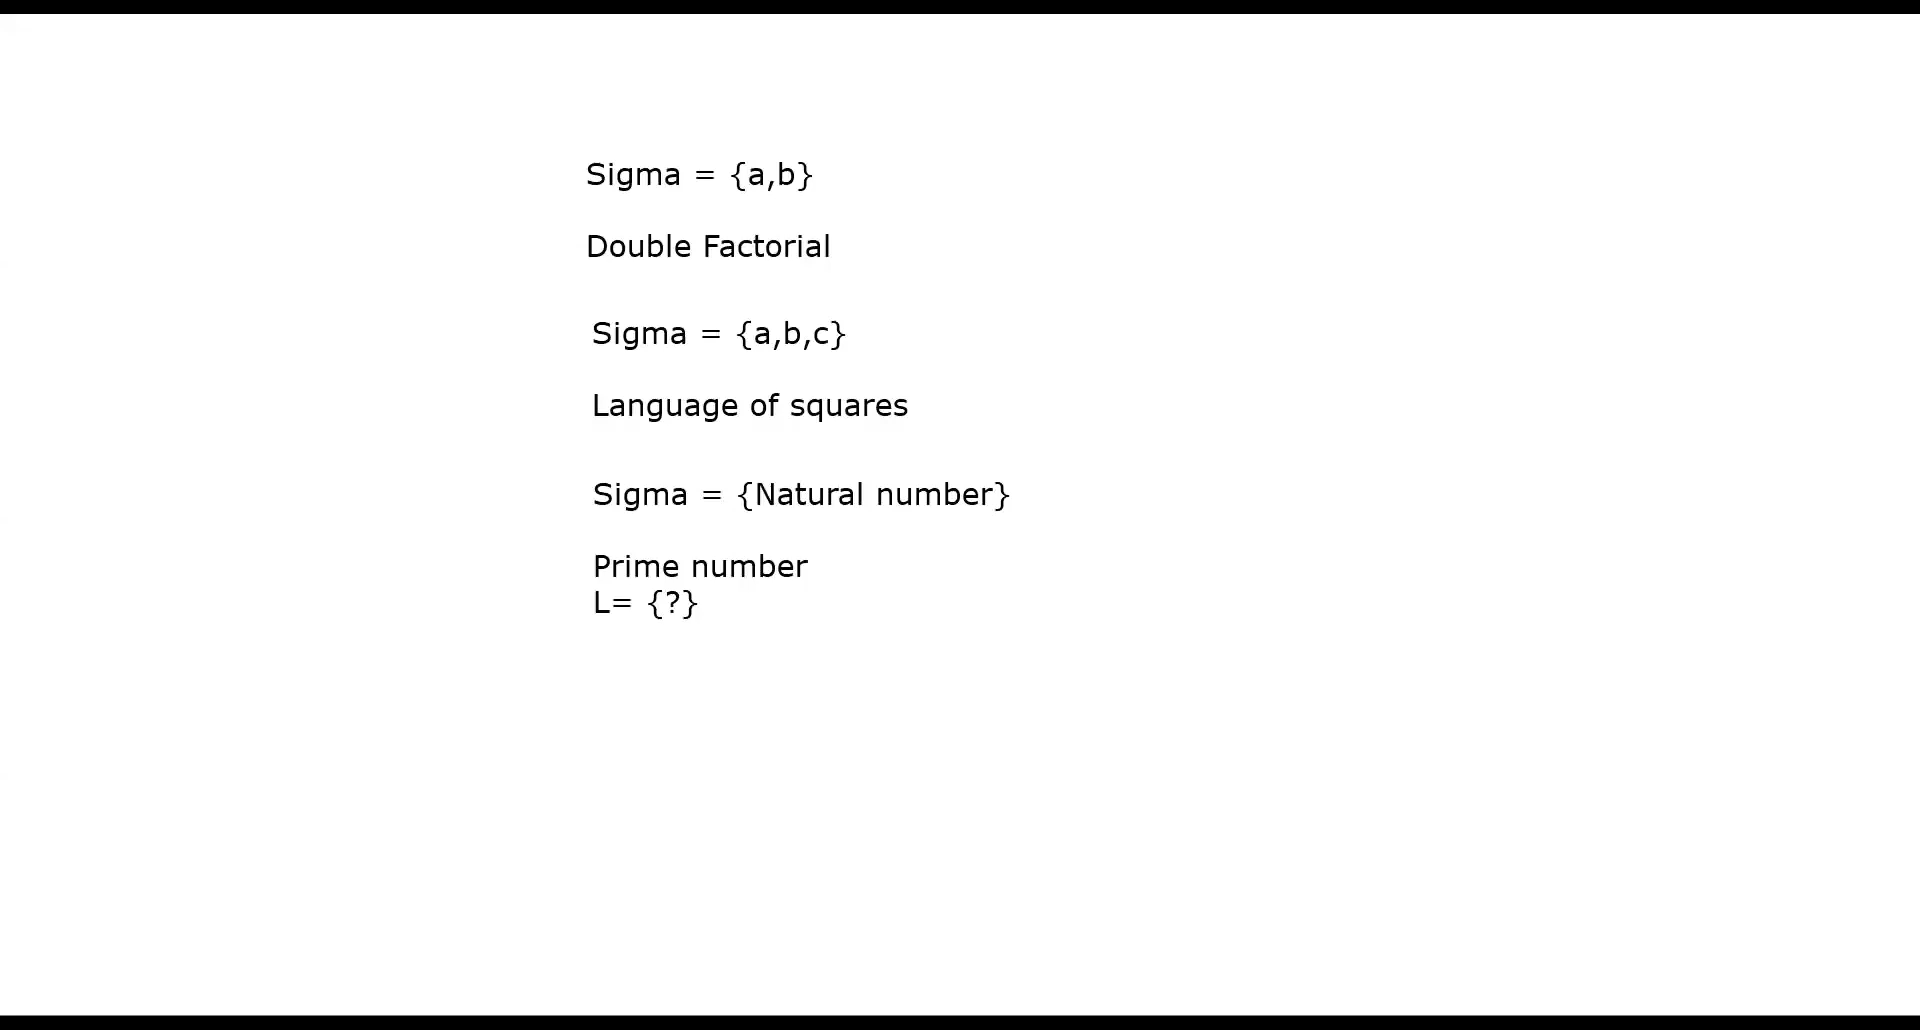 Sigma = {a,b}
Double Factorial
Sigma = {a,b,c}
Language of squares
Sigma = {Natural number}
Prime number
L= {?}